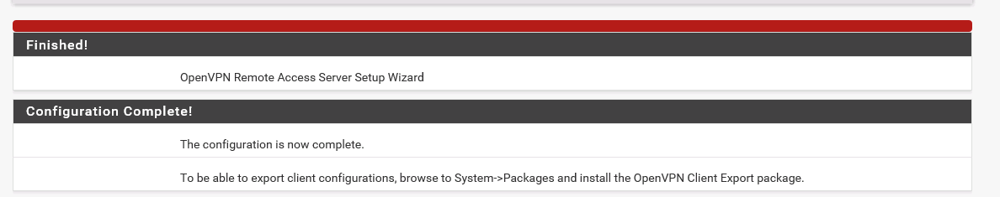 Finished!
OpenVPN Remote Access Server Setup Wizard
Configuration Complete!
The configuration is now complete.
To be able to export client configurations, browse to System->Packages and install the OpenVPN Client Export package.